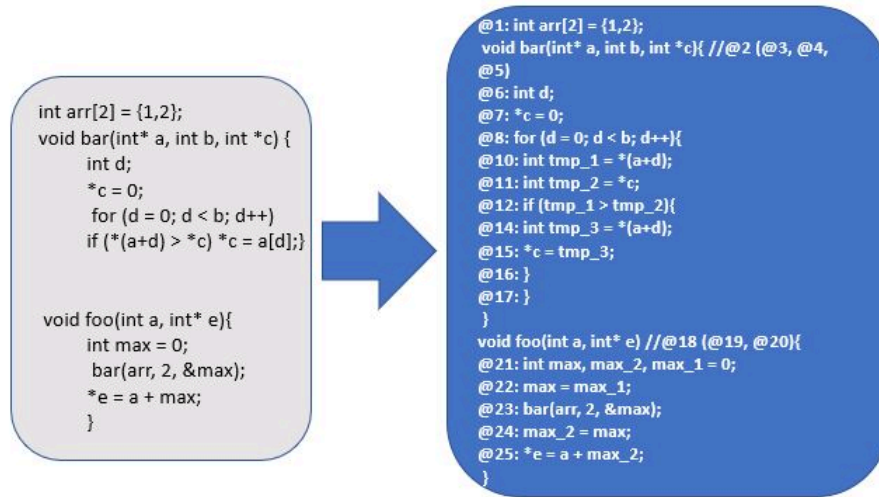 int arr[2] = {1,2};
void bar(int* a, int b, int *c) {
int d;
*c = 0;
for (d = 0; d < b; d++)
if (*(a+d) > *c) *c = a[d];}
void foo(int a, int* e){
int max = 0;
bar(arr, 2, &max);
*e = a + max;
}
@1: int arr[2] = {1,2};
void bar(int* a, int b, int *c){ //@2 (@3, @4,
@5)
@6: int d;
@7: *c = 0;
@8: for (d = 0; d < b; d++){
@10: int tmp_1 = *(a+d);
@11: int tmp_2 = *c;
@12: if (tmp_1 > tmp_2){
@14: int tmp_3 = *(a+d);
@15: *c = tmp_3;
@16: }
@17: }
}
void foo(int a, int* e) //@18 (@19, @20){
@21: int max, max_2, max_1 = 0;
@22: max = max_1;
@23: bar(arr, 2, &max);
@24: max_2 = max;
@25: *e = a + max_2;
}